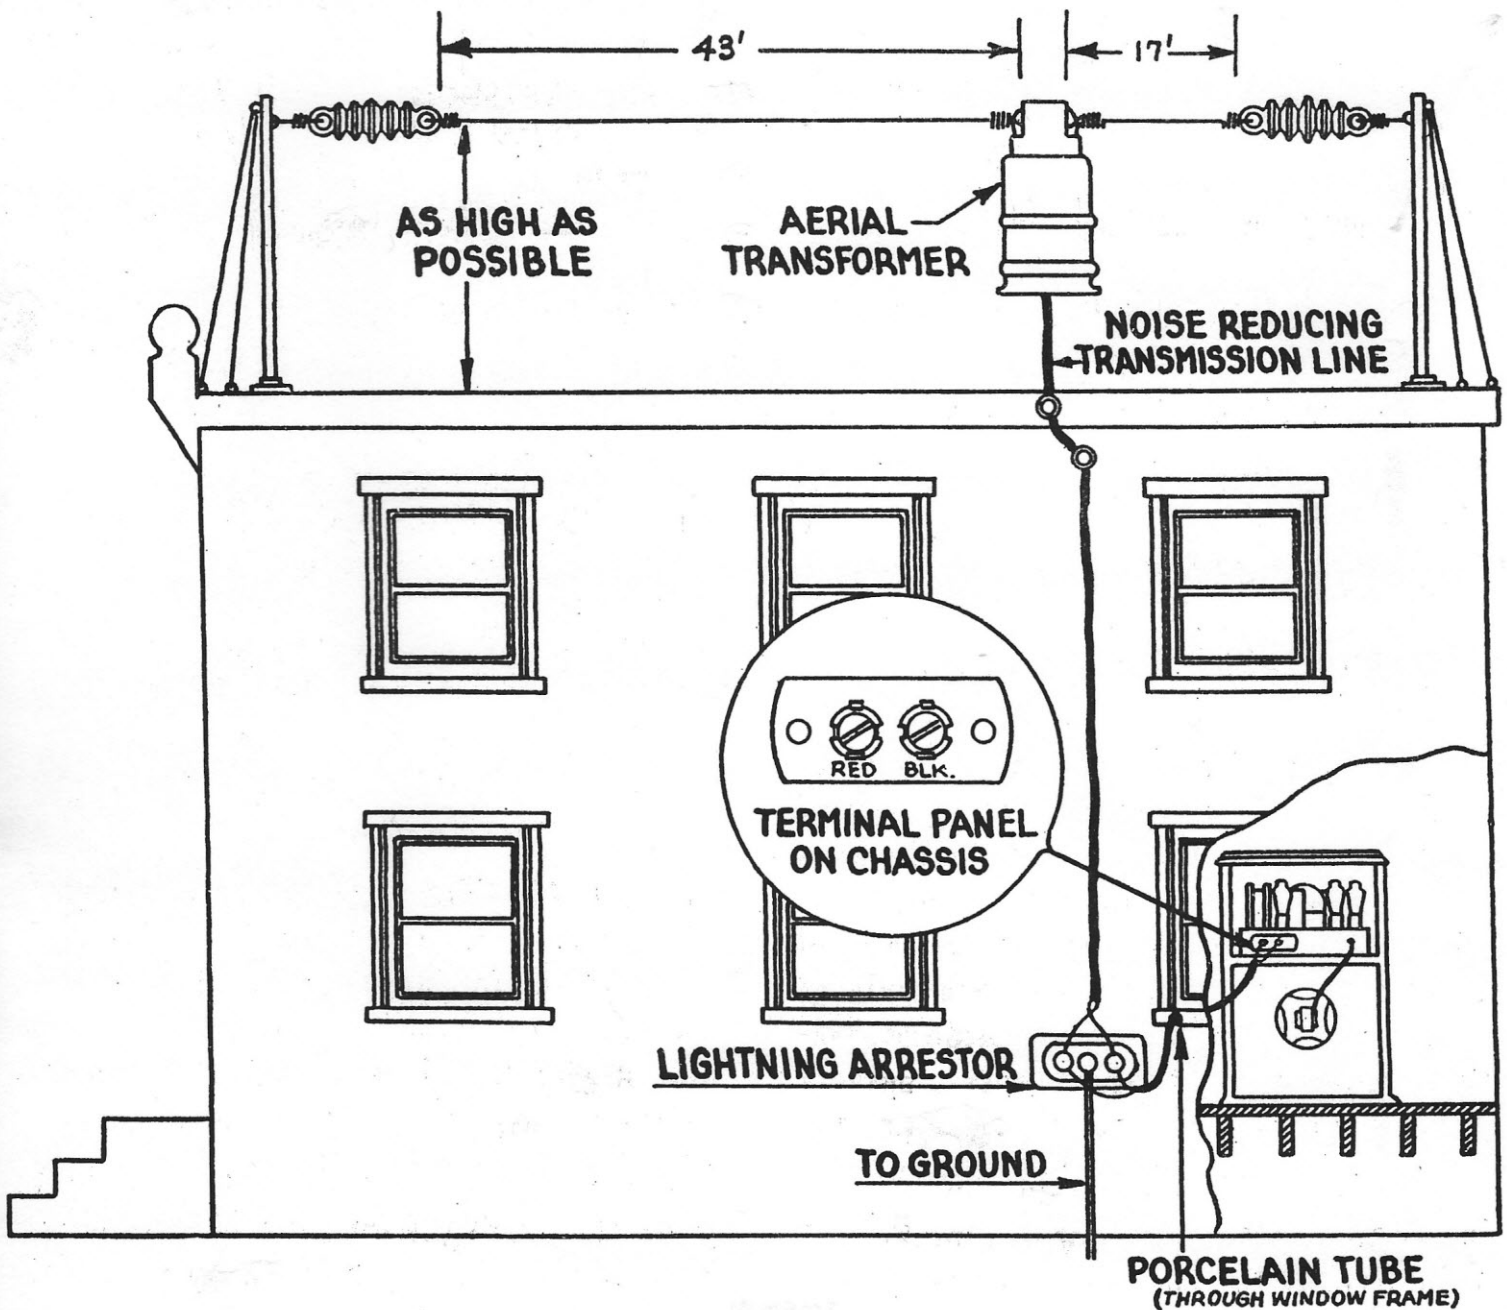 43'
17'
AS HIGH AS
POSSIBLE
AERIAL
TRANSFORMER
NOISE REDUCING
TRANSMISSION LINE
RED
BLK.
TERMINAL PANEL
ON CHASSIS
LIGHTNING ARRESTOR
TO GROUND
PORCELAIN TUBE
(THROUGH WINDOW FRAME)